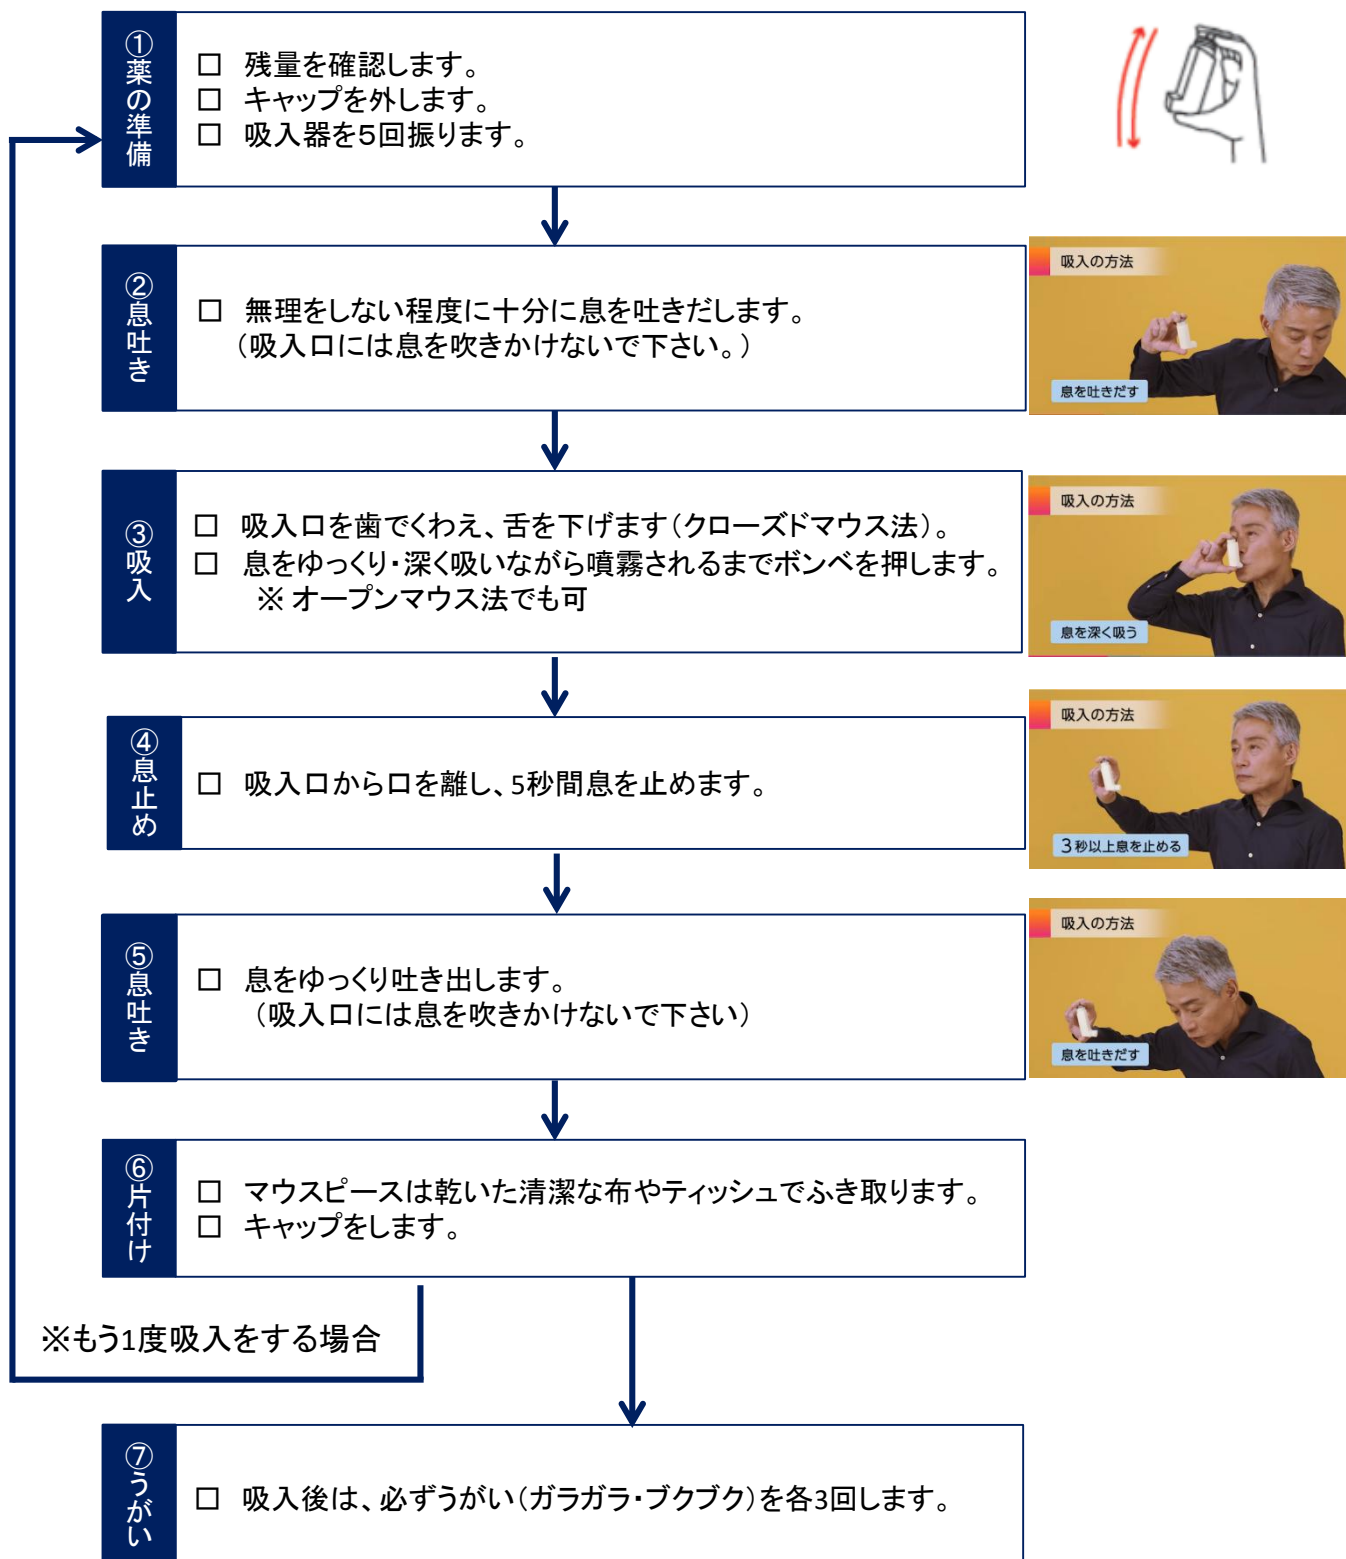 ①薬の準備
□ 残量を確認します。
□ キャップを外します。
□ 吸入器を5回振ります。
②息吐き
□ 無理をしない程度に十分に息を吐きだします。
（吸入口には息を吹きかけないで下さい。）
吸入の方法
息を吐きだす
③吸入
□ 吸入口を歯でくわえ、舌を下げます（クローズドマウス法）。
□ 息をゆっくり・深く吸いながら噴霧されるまでボンベを押します。
※ オープンマウス法でも可
吸入の方法
息を深く吸う
④息止め
□ 吸入口から口を離し、5秒間息を止めます。
吸入の方法
3秒以上息を止める
⑤息吐き
□ 息をゆっくり吐き出します。
（吸入口には息を吹きかけないで下さい）
吸入の方法
息を吐きだす
⑥片付け
□ マウスピースは乾いた清潔な布やティッシュでふき取ります。
□ キャップをします。
※もう1度吸入をする場合
⑦うがい
□ 吸入後は、必ずうがい（ガラガラ・ブクブク）を各3回します。